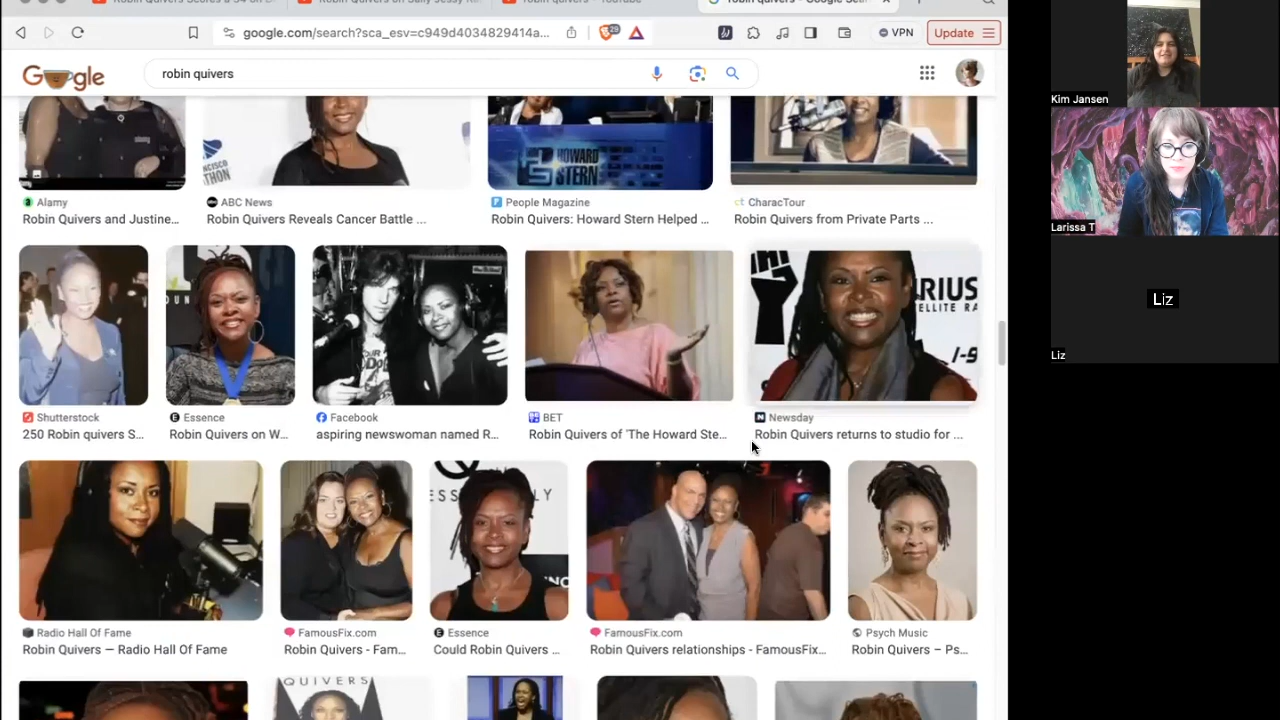 google.com/search?sca_esv=c949d4034829414a...
29
VPN
Update
Google
robin quivers
HOWARD
STERN
Alamy
Robin Quivers and Justine...
ABC News
Robin Quivers Reveals Cancer Battle ...
People Magazine
Robin Quivers: Howard Stern Helped ...
CharacTour
Robin Quivers from Private Parts ...
Shutterstock
250 Robin quivers S...
Essence
Robin Quivers on W...
Facebook
aspiring newswoman named R...
BET
Robin Quivers of 'The Howard Ste...
Newsday
Robin Quivers returns to studio for ...
Radio Hall Of Fame
Robin Quivers — Radio Hall Of Fame
FamousFix.com
Robin Quivers - Fam...
Essence
Could Robin Quivers ...
FamousFix.com
Robin Quivers relationships - FamousFix...
Psych Music
Robin Quivers – Ps...
QUIVERS
Kim Jansen
Larissa T
Liz
Liz